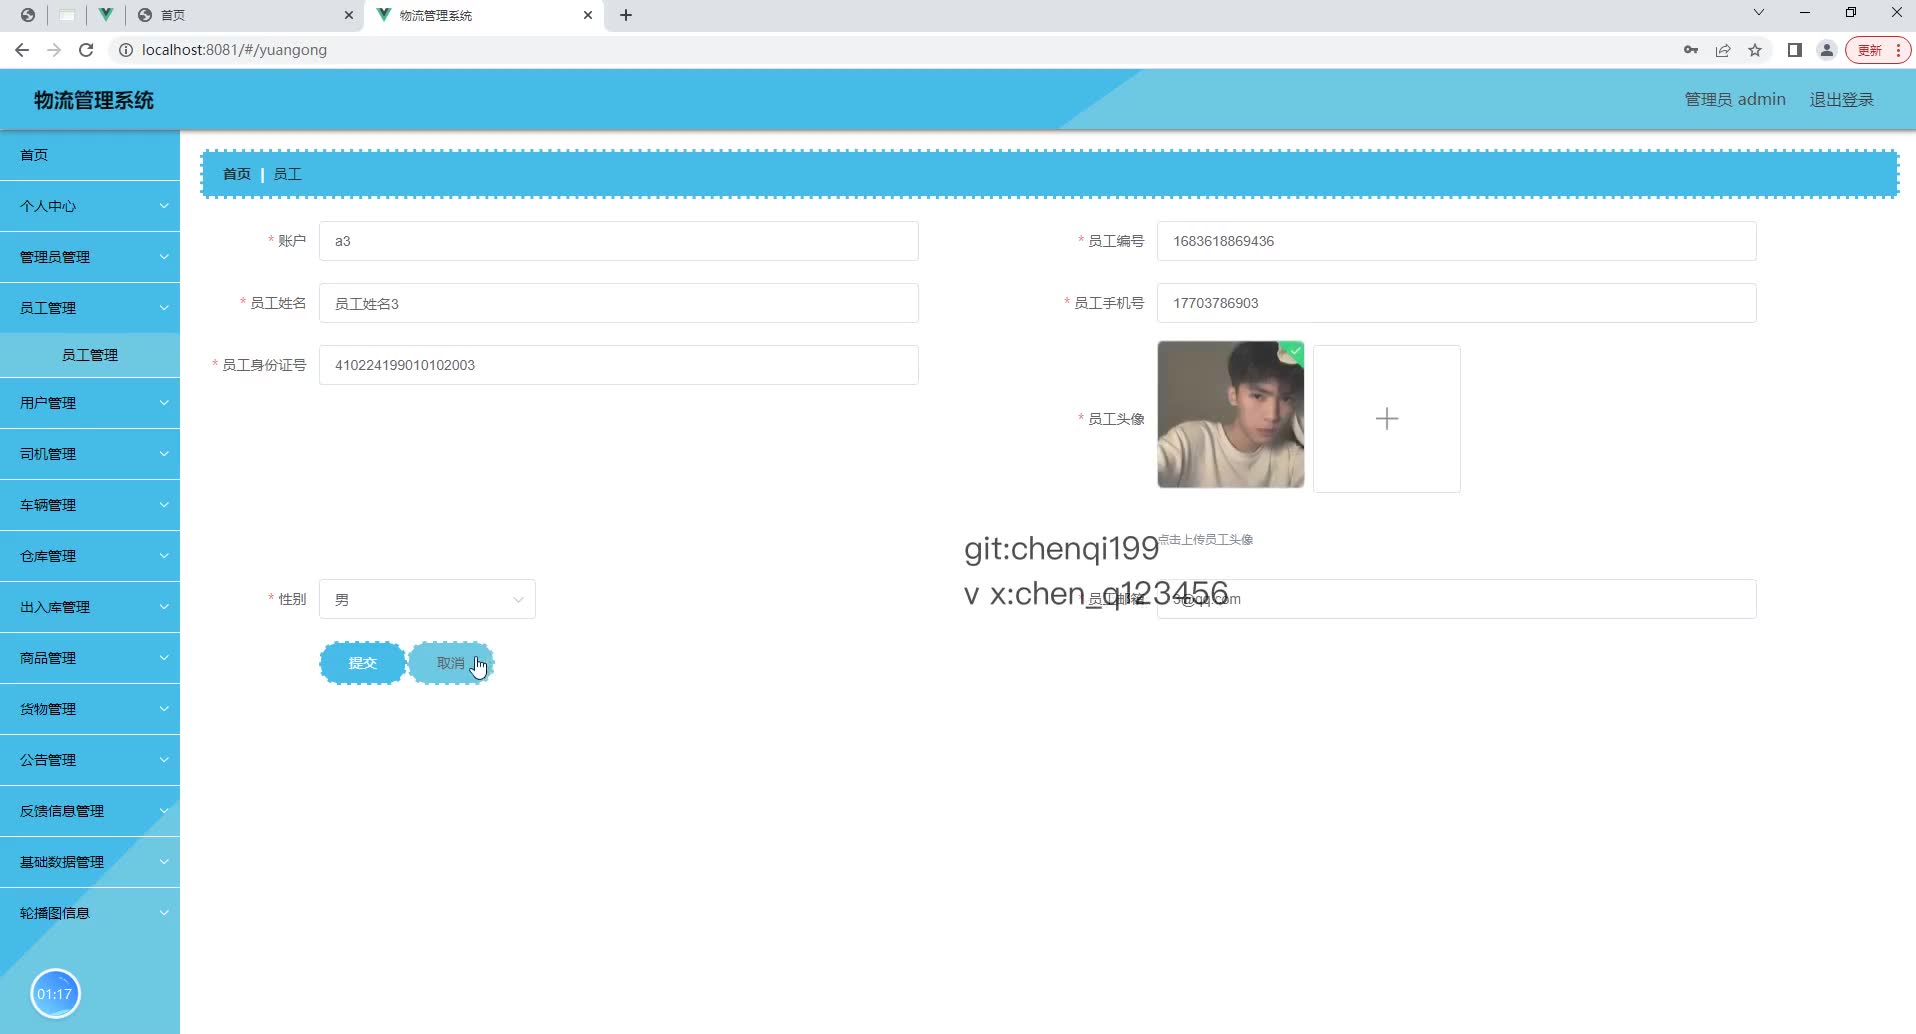 首页
物流管理系统
localhost:8081/#/yuangong
更新
物流管理系统
管理员 admin
退出登录
首页
个人中心
管理员管理
员工管理
员工管理
用户管理
司机管理
车辆管理
仓库管理
出入库管理
商品管理
货物管理
公告管理
反馈信息管理
基础数据管理
轮播图信息
01:17
首页 | 员工
* 账户 a3
* 员工编号 1683618869436
* 员工姓名 员工姓名3
* 员工手机号 17703786903
* 员工身份证号 410224199010102003
* 员工头像
点击上传员工头像
git:chenqi199
v x:chen_q123456
* 性别 男
* 员工邮箱 3@qq.com
提交 取消